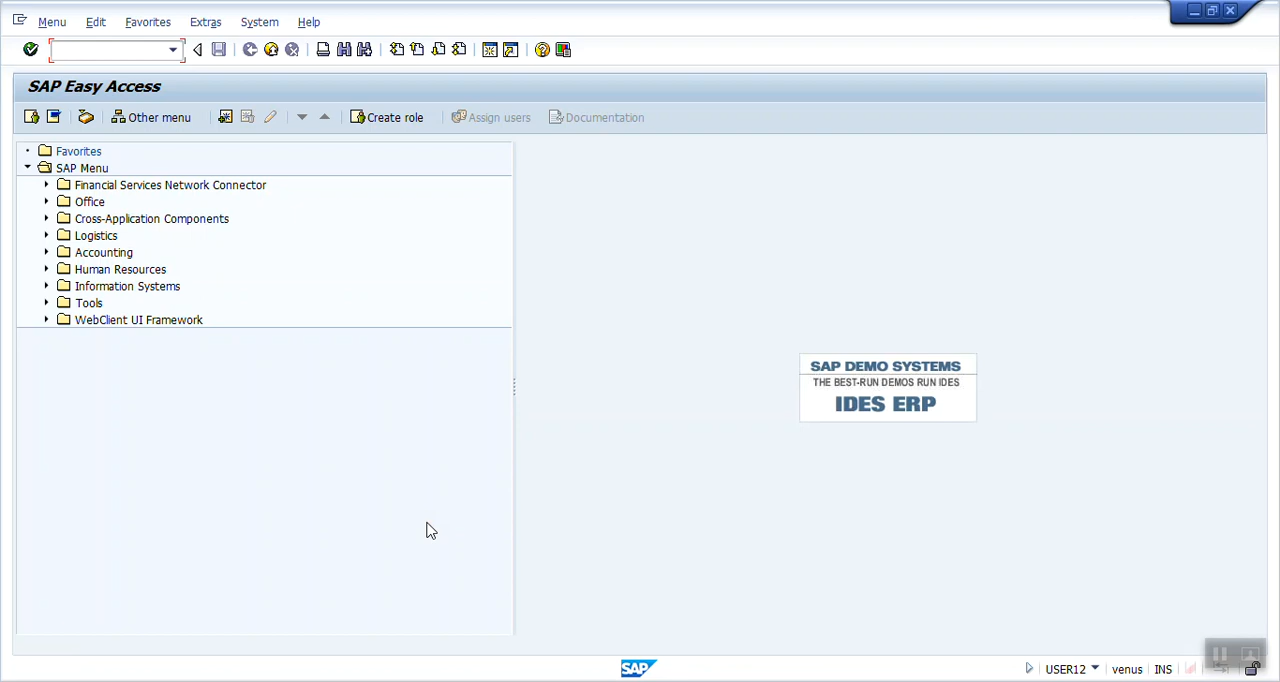 Menu Edit Favorites Extras System Help
SAP Easy Access
Other menu Create role Assign users Documentation
Favorites
SAP Menu
Financial Services Network Connector
Office
Cross-Application Components
Logistics
Accounting
Human Resources
Information Systems
Tools
WebClient UI Framework
SAP DEMO SYSTEMS
THE BEST-RUN DEMOS RUN IDES
IDES ERP
SAP USER12 venus INS